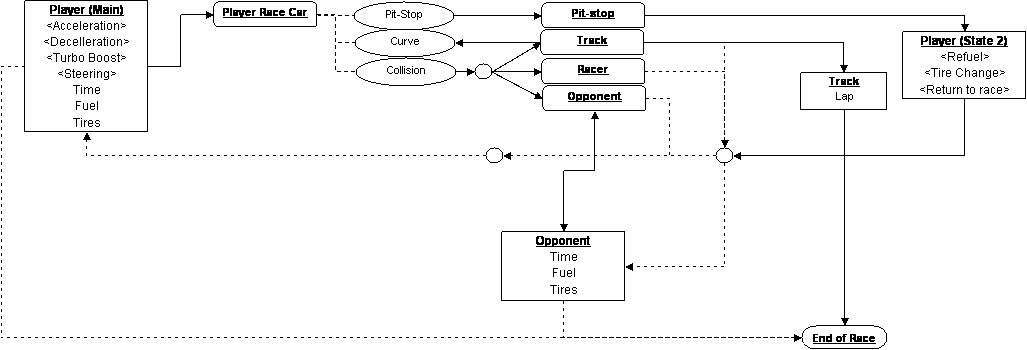 Player (Main)
<Acceleration>
<Decelleration>
<Turbo Boost>
<Steering>
Time
Fuel
Tires
Player Race Car
Pit-Stop
Curve
Collision
Pit-stop
Track
Racer
Opponent
Player (State 2)
<Refuel>
<Tire Change>
<Return to race>
Track
Lap
Opponent
Time
Fuel
Tires
End of Race